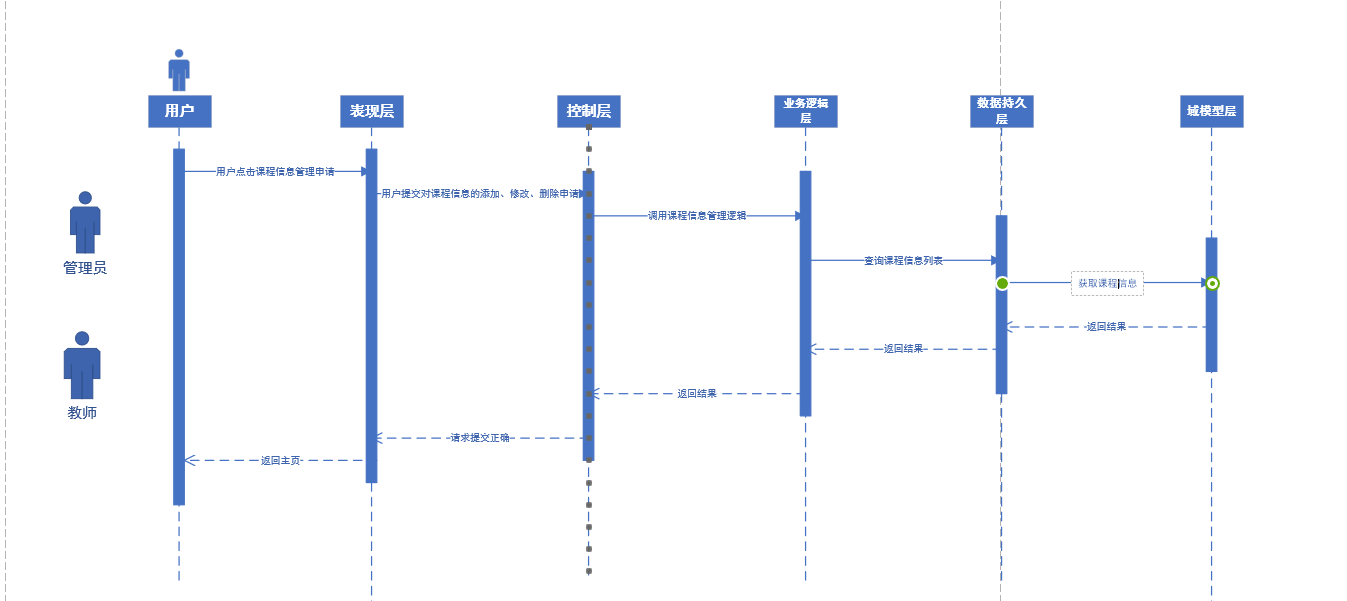 用户
表现层
控制层
业务逻辑
层
数据持久
层
域模型层
用户点击课程信息管理申请
用户提交对课程信息的添加、修改、删除申请
调用课程信息管理逻辑
管理员
查询课程信息列表
获取课程信息
返回结果
返回结果
返回结果
教师
请求提交正确
返回主页